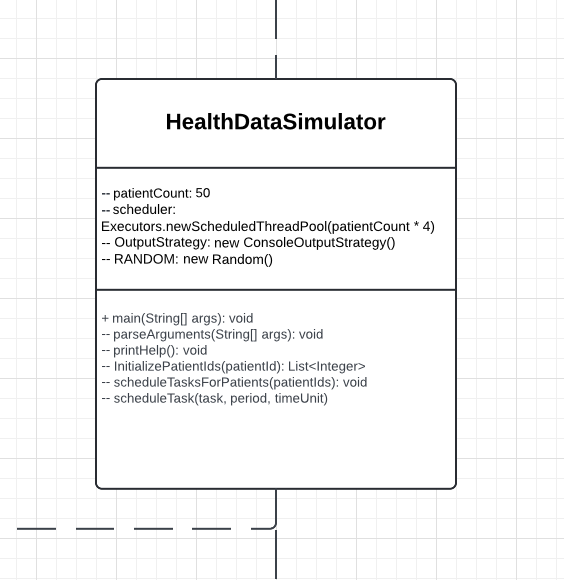 HealthDataSimulator
-- patientCount: 50
-- scheduler:
Executors.newScheduledThreadPool(patientCount * 4)
-- OutputStrategy: new ConsoleOutputStrategy()
-- RANDOM: new Random()
+ main(String[] args): void
-- parseArguments(String[] args): void
-- printHelp(): void
-- InitializePatientIds(patientId): List<Integer>
-- scheduleTasksForPatients(patientIds): void
-- scheduleTask(task, period, timeUnit)